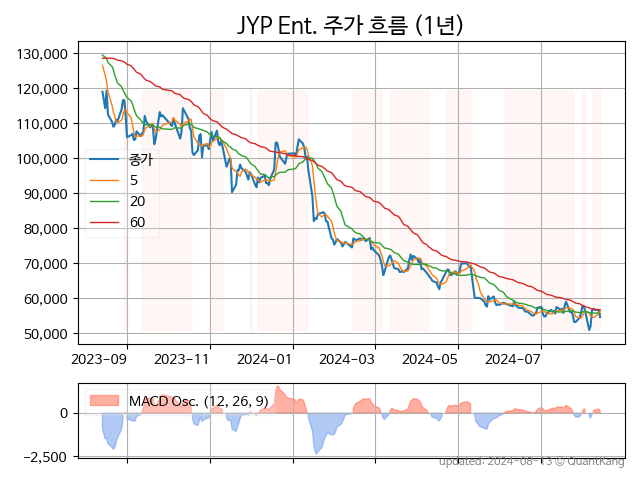 JYP Ent. 주가 흐름 (1년)
130,000
120,000
110,000
100,000
90,000
80,000
70,000
60,000
50,000
종가
5
20
60
2023-09 2023-11 2024-01 2024-03 2024-05 2024-07
MACD Osc. (12, 26, 9)
0
−2,500
updated: 2024-08-13 © QuantKang